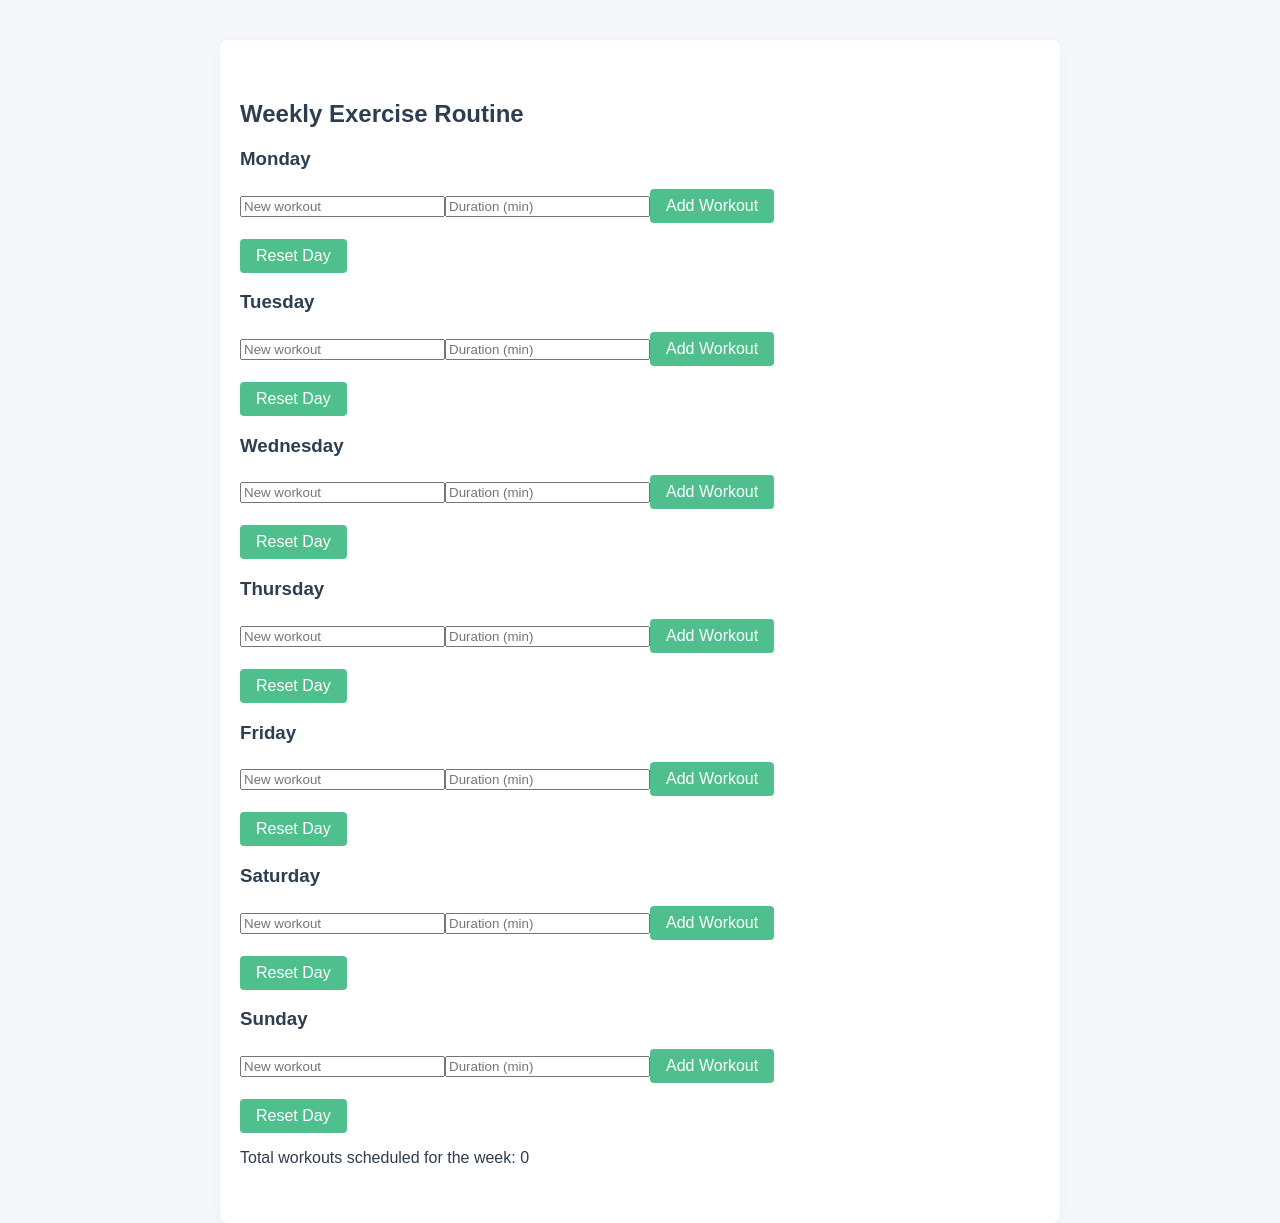 Weekly Exercise Routine
Monday
New workout Duration (min) Add Workout
Reset Day
Tuesday
New workout Duration (min) Add Workout
Reset Day
Wednesday
New workout Duration (min) Add Workout
Reset Day
Thursday
New workout Duration (min) Add Workout
Reset Day
Friday
New workout Duration (min) Add Workout
Reset Day
Saturday
New workout Duration (min) Add Workout
Reset Day
Sunday
New workout Duration (min) Add Workout
Reset Day
Total workouts scheduled for the week: 0